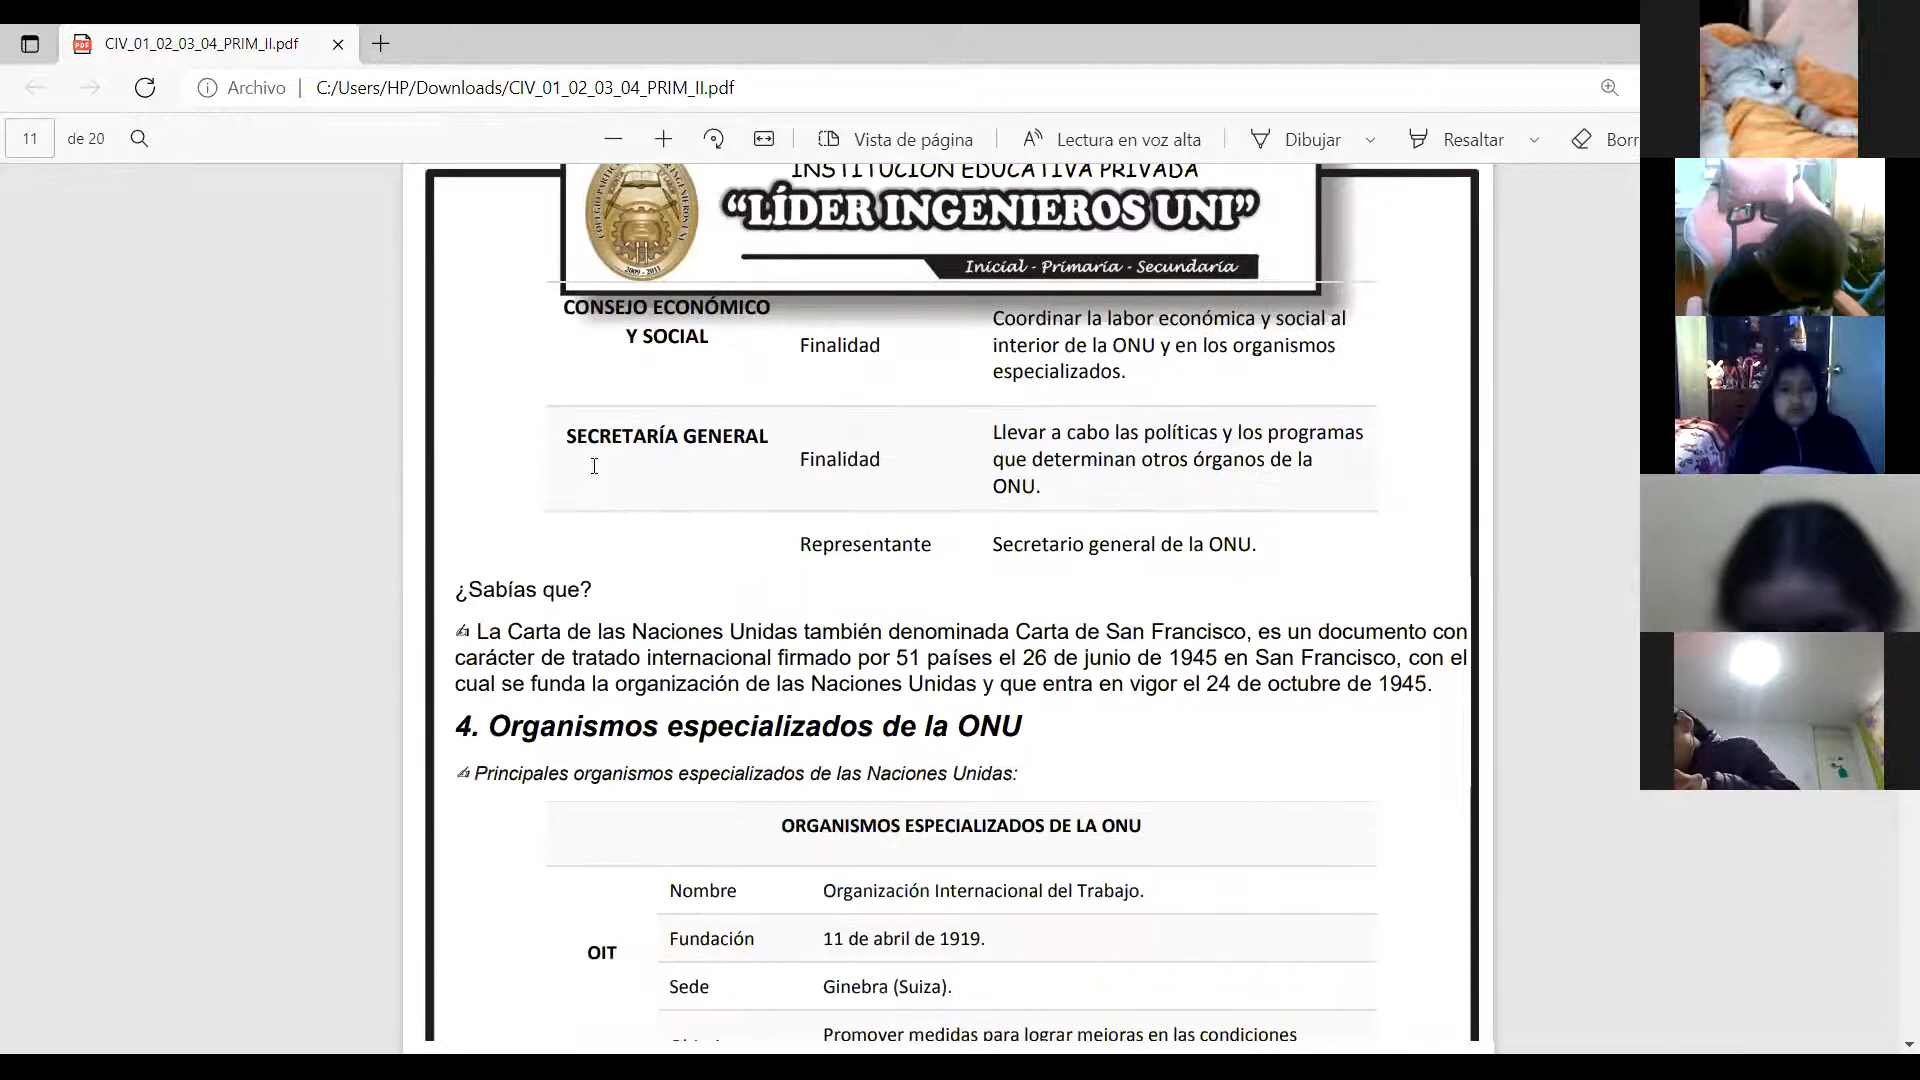 CIV_01_02_03_04_PRIM_II.pdf
Archivo | C:/Users/HP/Downloads/CIV_01_02_03_04_PRIM_II.pdf
11 de 20 Vista de página Lectura en voz alta Dibujar Resaltar Borr
INSTITUCION EDUCATIVA PRIVADA
“LÍDER INGENIEROS UNI”
Inicial - Primaria - Secundaria
2009 - 2011
CONSEJO ECONÓMICO
Y SOCIAL
Finalidad
Coordinar la labor económica y social al
interior de la ONU y en los organismos
especializados.
SECRETARÍA GENERAL
Finalidad
Llevar a cabo las políticas y los programas
que determinan otros órganos de la
ONU.
Representante
Secretario general de la ONU.
¿Sabías que?
✍ La Carta de las Naciones Unidas también denominada Carta de San Francisco, es un documento con
carácter de tratado internacional firmado por 51 países el 26 de junio de 1945 en San Francisco, con el
cual se funda la organización de las Naciones Unidas y que entra en vigor el 24 de octubre de 1945.
4. Organismos especializados de la ONU
✍ Principales organismos especializados de las Naciones Unidas:
ORGANISMOS ESPECIALIZADOS DE LA ONU
OIT
Nombre
Organización Internacional del Trabajo.
Fundación
11 de abril de 1919.
Sede
Ginebra (Suiza).
Promover medidas para lograr mejoras en las condiciones